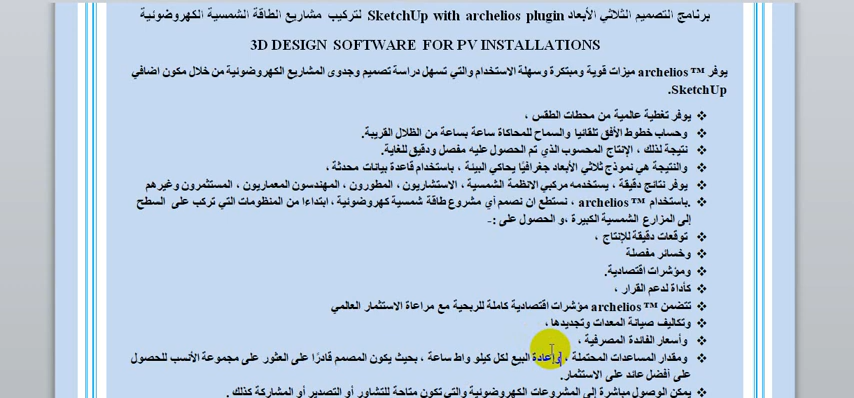 برنامج التصميم الثلاثي الأبعاد SketchUp with archelios plugin لتركيب مشاريع الطاقة الشمسية الكهروضوئية
3D DESIGN SOFTWARE FOR PV INSTALLATIONS
يوفر archelios ™ ميزات قوية ومبتكرة وسهلة الاستخدام والتي تسهل دراسة تصميم وجدوى المشاريع الكهروضوئية من خلال مكون اضافي
SketchUp.
❖ يوفر تغطية عالمية من محطات الطقس ،
❖ وحساب خطوط الأفق تلقائيا والسماح للمحاكاة ساعة بساعة من الظلال القريبة.
❖ نتيجة لذلك ، الإنتاج المحسوب الذي تم الحصول عليه مفصل ودقيق للغاية.
❖ والنتيجة هي نموذج ثلاثي الأبعاد جغرافيًا يحاكي البيئة ، باستخدام قاعدة بيانات محدثة ،
❖ يوفر نتائج دقيقة ، يستخدمه مركبي الانظمة الشمسية ، الاستشاريون ، المطورون ، المهندسون المعماريون ، المستثمرون وغيرهم
❖ .باستخدام archelios ™ ، نستطع ان نصمم أي مشروع طاقة شمسية كهروضوئية ، ابتداءا من المنظومات التي تركب على السطح
إلى المزارع الشمسية الكبيرة ،و الحصول على :-
❖ توقعات دقيقة للإنتاج ،
❖ وخسائر مفصلة
❖ ومؤشرات اقتصادية.
❖ كأداة لدعم القرار ،
❖ تتضمن archelios ™ مؤشرات اقتصادية كاملة للربحية مع مراعاة الاستثمار العالمي
❖ وتكاليف صيانة المعدات وتجديدها ،
❖ وأسعار الفائدة المصرفية ،
❖ ومقدار المساعدات المحتملة ، وإعادة البيع لكل كيلو واط ساعة ، بحيث يكون المصمم قادرًا على العثور على مجموعة الأنسب للحصول
على أفضل عائد على الاستثمار.
❖ يمكن الوصول مباشرة إلى المشروعات الكهروضوئية والتي تكون متاحة للتشاور أو التصدير أو المشاركة كذلك .